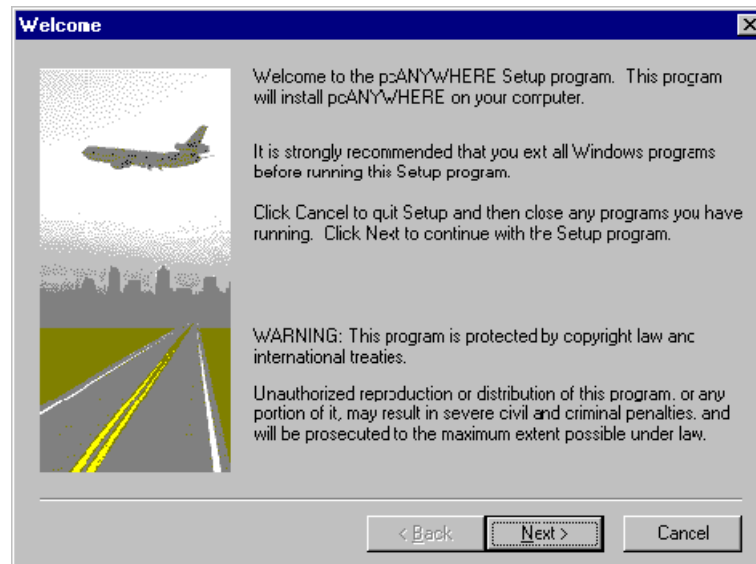 Welcome
Welcome to the pcANYWHERE Setup program. This program
will install pcANYWHERE on your computer.
It is strongly recommended that you exit all Windows programs
before running this Setup program.
Click Cancel to quit Setup and then close any programs you have
running. Click Next to continue with the Setup program.
WARNING: This program is protected by copyright law and
international treaties.
Unauthorized reproduction or distribution of this program, or any
portion of it, may result in severe civil and criminal penalties, and
will be prosecuted to the maximum extent possible under law.
< Back
Next >
Cancel